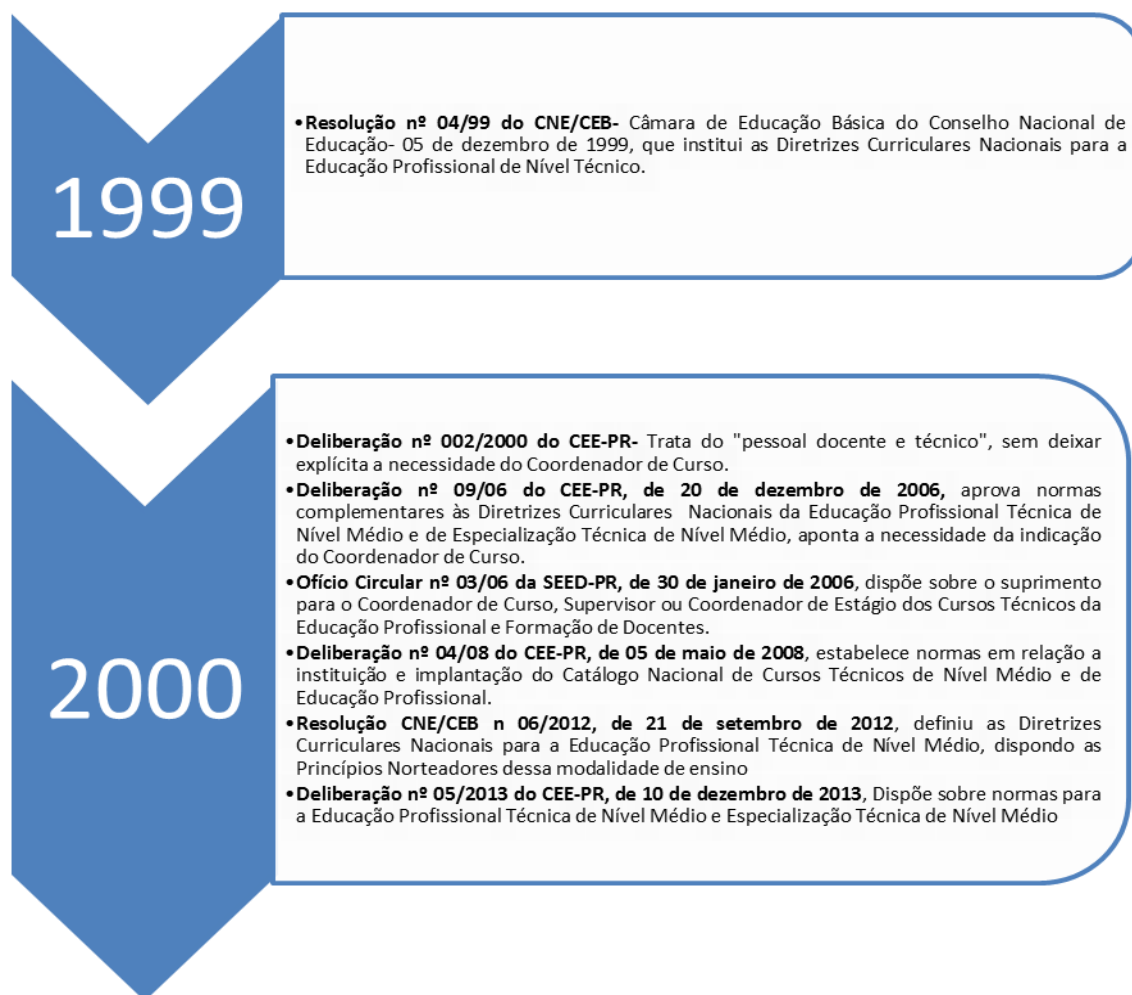 1999
•Resolução nº 04/99 do CNE/CEB- Câmara de Educação Básica do Conselho Nacional de
Educação- 05 de dezembro de 1999, que institui as Diretrizes Curriculares Nacionais para a
Educação Profissional de Nível Técnico.
2000
•Deliberação nº 002/2000 do CEE-PR- Trata do "pessoal docente e técnico", sem deixar
explícita a necessidade do Coordenador de Curso.
•Deliberação nº 09/06 do CEE-PR, de 20 de dezembro de 2006, aprova normas
complementares às Diretrizes Curriculares Nacionais da Educação Profissional Técnica de
Nível Médio e de Especialização Técnica de Nível Médio, aponta a necessidade da indicação
do Coordenador de Curso.
•Ofício Circular nº 03/06 da SEED-PR, de 30 de janeiro de 2006, dispõe sobre o suprimento
para o Coordenador de Curso, Supervisor ou Coordenador de Estágio dos Cursos Técnicos da
Educação Profissional e Formação de Docentes.
•Deliberação nº 04/08 do CEE-PR, de 05 de maio de 2008, estabelece normas em relação a
instituição e implantação do Catálogo Nacional de Cursos Técnicos de Nível Médio e de
Educação Profissional.
•Resolução CNE/CEB n 06/2012, de 21 de setembro de 2012, definiu as Diretrizes
Curriculares Nacionais para a Educação Profissional Técnica de Nível Médio, dispondo as
Princípios Norteadores dessa modalidade de ensino
•Deliberação nº 05/2013 do CEE-PR, de 10 de dezembro de 2013, Dispõe sobre normas para
a Educação Profissional Técnica de Nível Médio e Especialização Técnica de Nível Médio